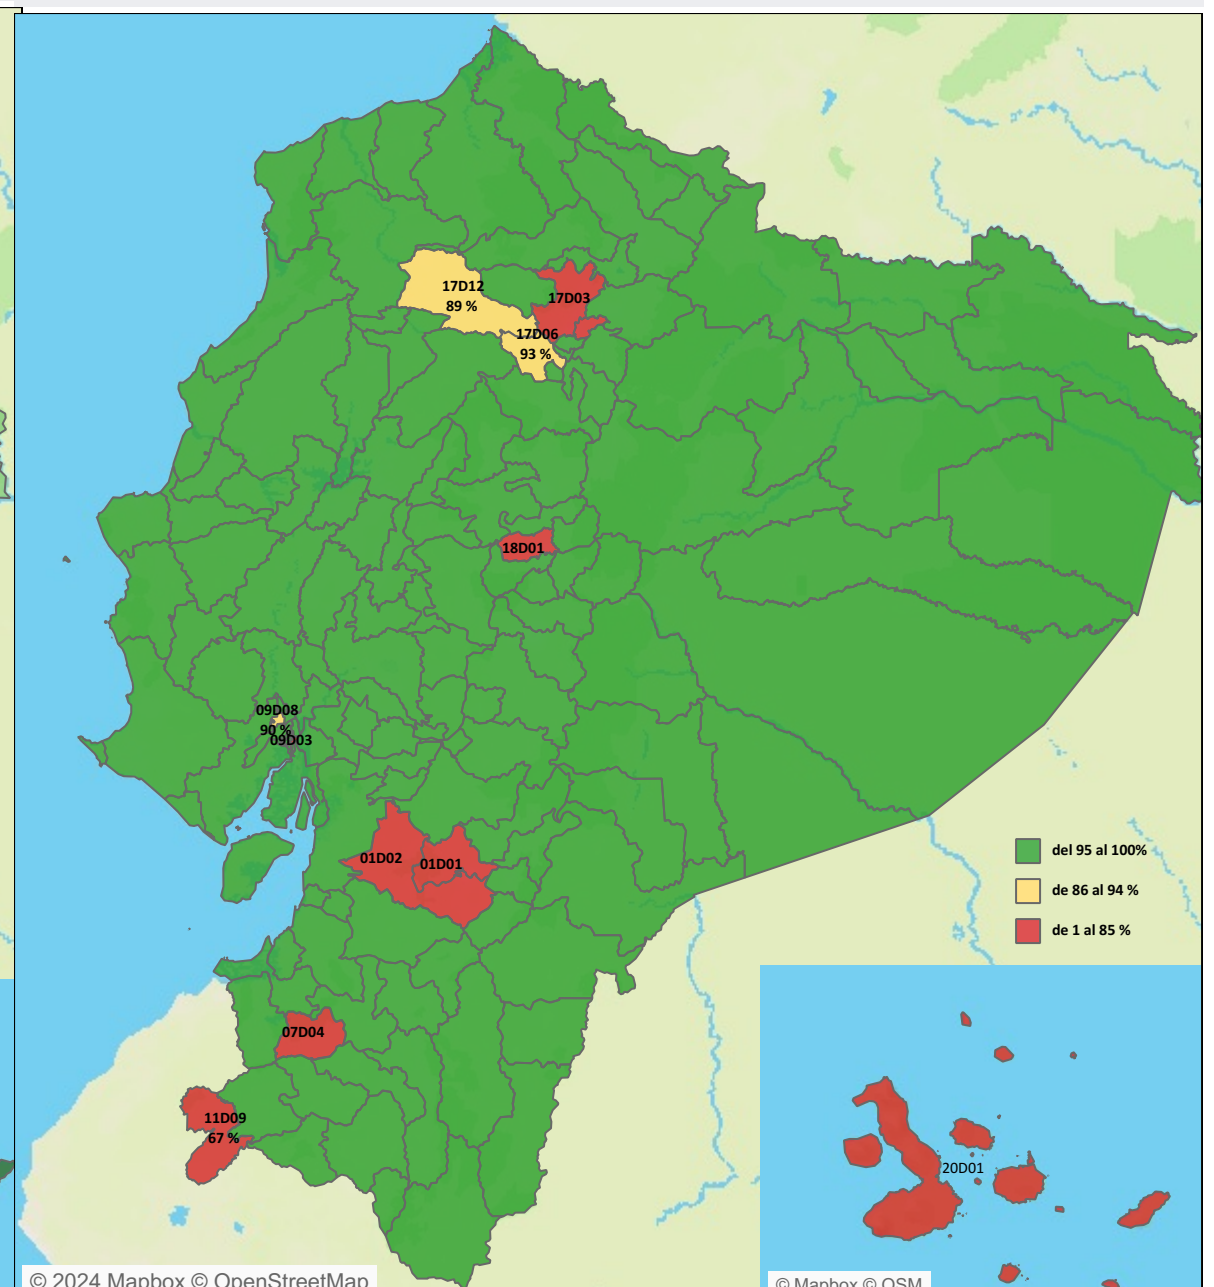 17D12
89 %
17D03
17D06
93 %
18D01
09D08
90 %
09D03
01D02
01D01
del 95 al 100%
de 86 al 94 %
de 1 al 85 %
07D04
11D09
67 %
20D01
© 2024 Mapbox © OpenStreetMap
© Mapbox © OSM